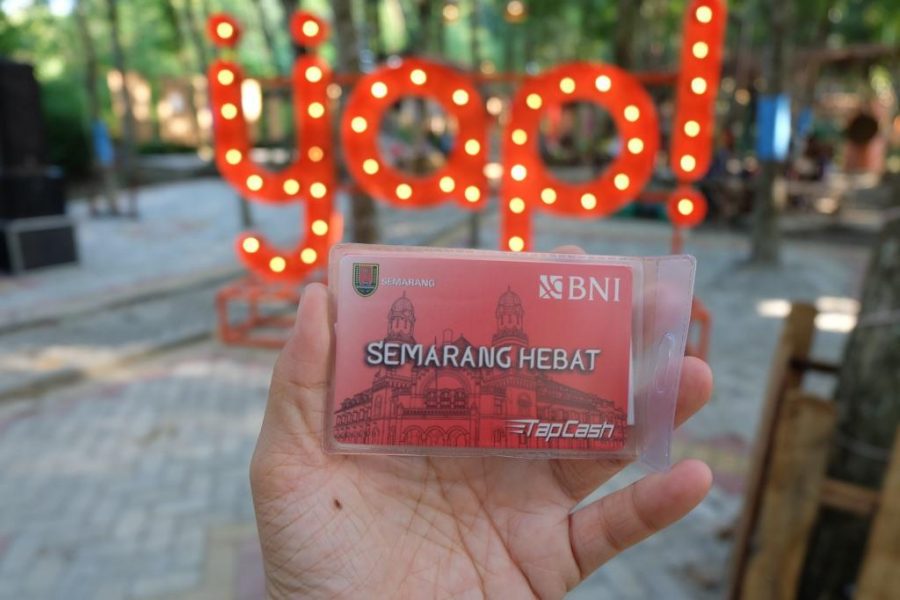 yap!
SEMARANG
BNI
SEMARANG HEBAT
TapCash